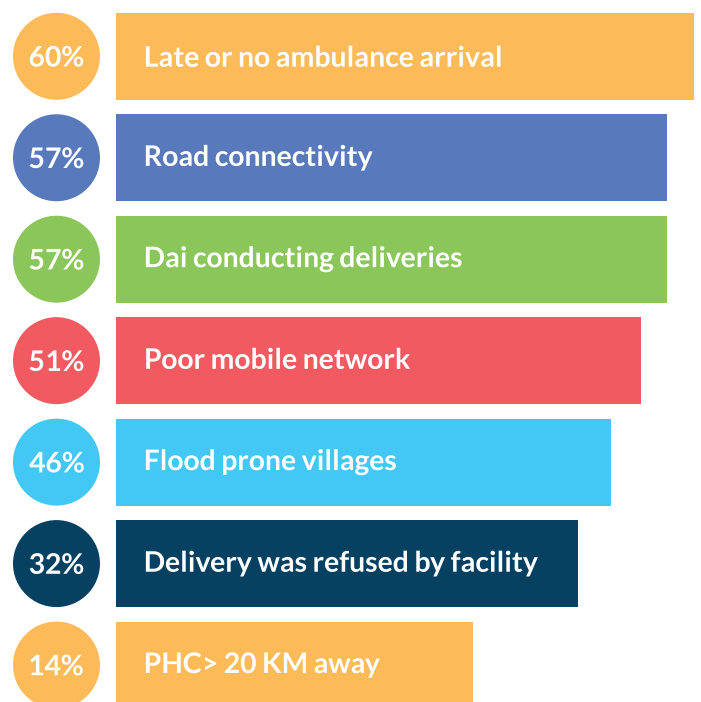 60% Late or no ambulance arrival
57% Road connectivity
57% Dai conducting deliveries
51% Poor mobile network
46% Flood prone villages
32% Delivery was refused by facility
14% PHC> 20 KM away